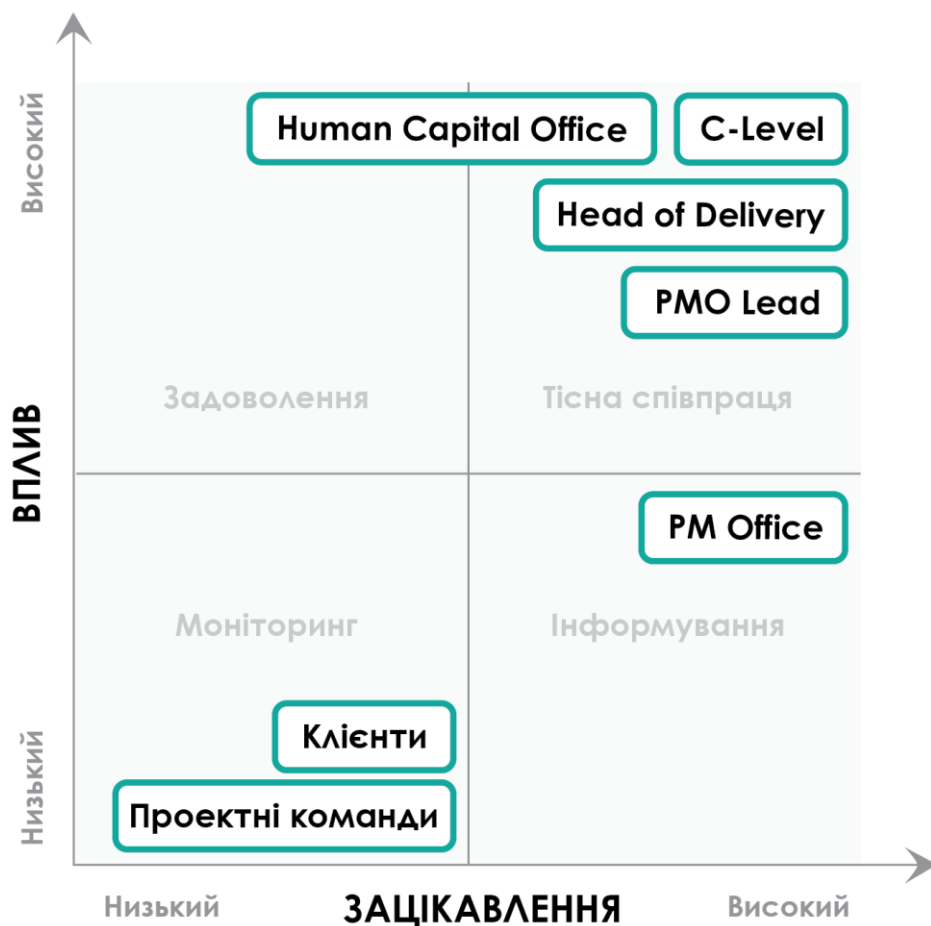 Високий
Human Capital Office
C-Level
Head of Delivery
PMO Lead
Задоволення
Тісна співпраця
ВПЛИВ
PM Office
Моніторинг
Інформування
Клієнти
Проектні команди
Низький
Низький
ЗАЦІКАВЛЕННЯ
Високий